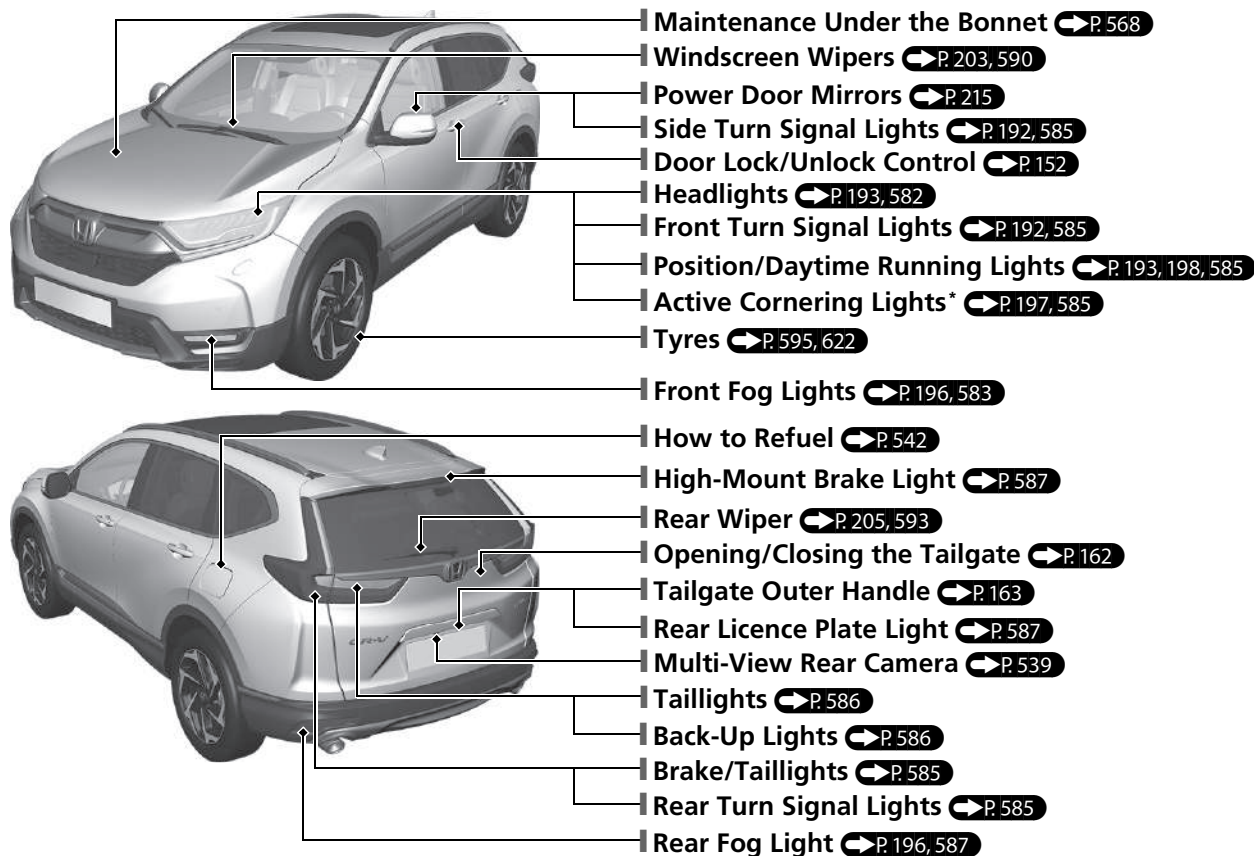 Maintenance Under the Bonnet P. 568
Windscreen Wipers P. 203, 590
Power Door Mirrors P. 215
Side Turn Signal Lights P. 192, 585
Door Lock/Unlock Control P. 152
Headlights P. 193, 582
Front Turn Signal Lights P. 192, 585
Position/Daytime Running Lights P. 193, 198, 585
Active Cornering Lights* P. 197, 585
Tyres P. 595, 622
Front Fog Lights P. 196, 583
How to Refuel P. 542
High-Mount Brake Light P. 587
Rear Wiper P. 205, 593
Opening/Closing the Tailgate P. 162
Tailgate Outer Handle P. 163
Rear Licence Plate Light P. 587
Multi-View Rear Camera P. 539
Taillights P. 586
Back-Up Lights P. 586
Brake/Taillights P. 585
Rear Turn Signal Lights P. 585
Rear Fog Light P. 196, 587
CR-V